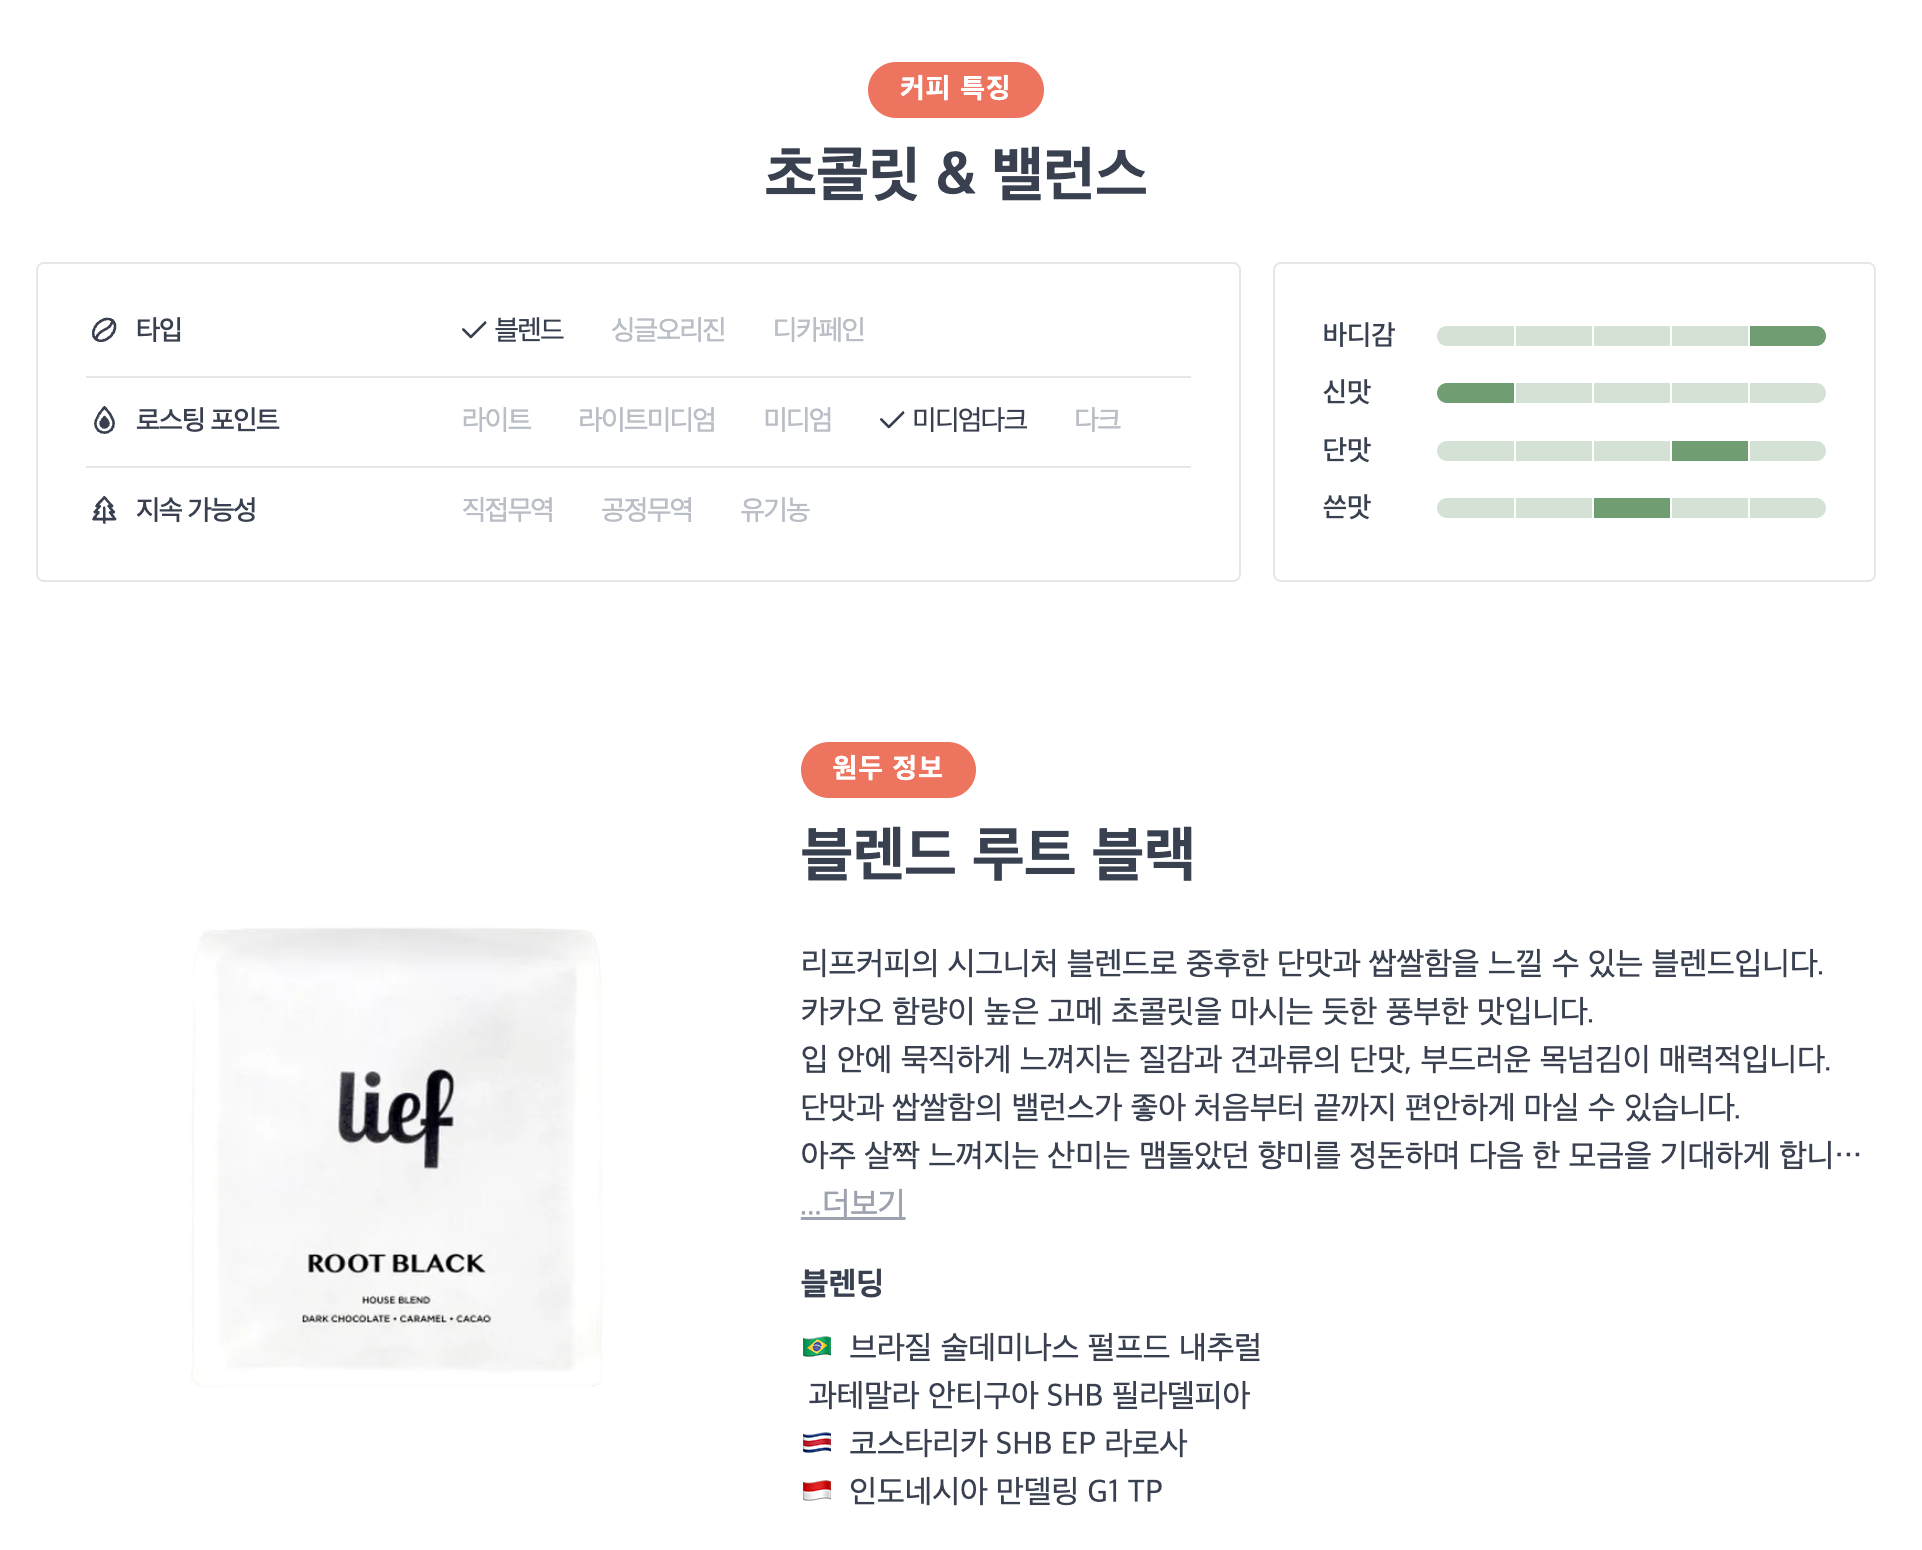 커피 특징
초콜릿 & 밸런스
타입 블렌드 싱글오리진 디카페인
로스팅 포인트 라이트 라이트미디엄 미디엄 미디엄다크 다크
지속 가능성 직접무역 공정무역 유기농
바디감
신맛
단맛
쓴맛
원두 정보
블렌드 루트 블랙
리프커피의 시그니처 블렌드로 중후한 단맛과 쌉쌀함을 느낄 수 있는 블렌드입니다.
카카오 함량이 높은 고메 초콜릿을 마시는 듯한 풍부한 맛입니다.
입 안에 묵직하게 느껴지는 질감과 견과류의 단맛, 부드러운 목넘김이 매력적입니다.
단맛과 쌉쌀함의 밸런스가 좋아 처음부터 끝까지 편안하게 마실 수 있습니다.
아주 살짝 느껴지는 산미는 맴돌았던 향미를 정돈하며 다음 한 모금을 기대하게 합니…
...더보기
블렌딩
브라질 술데미나스 펄프드 내추럴
과테말라 안티구아 SHB 필라델피아
코스타리카 SHB EP 라로사
인도네시아 만델링 G1 TP
lief
ROOT BLACK
HOUSE BLEND
DARK CHOCOLATE • CARAMEL • CACAO